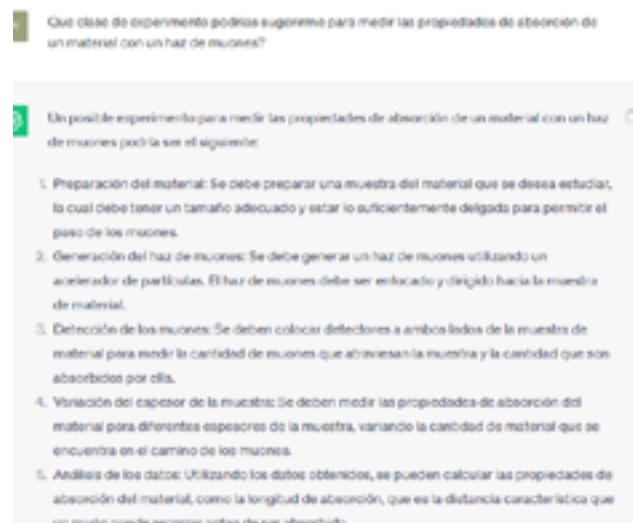 Que clase de experimento podrias sugerirme para medir las propiedades de absorción de
un material con un haz de muones?
Un posible experimento para medir las propiedades de absorción de un material con un haz
de muones podría ser el siguiente:
1. Preparación del material: Se debe preparar una muestra del material que se desea estudiar,
la cual debe tener un tamaño adecuado y estar lo suficientemente delgada para permitir el
paso de los muones.
2. Generación del haz de muones: Se debe generar un haz de muones utilizando un
acelerador de partículas. El haz de muones debe ser enfocado y dirigido hacia la muestra
de material.
3. Detección de los muones: Se deben colocar detectores a ambos lados de la muestra de
material para medir la cantidad de muones que atraviesan la muestra y la cantidad que son
absorbidos por ella.
4. Variación del espesor de la muestra: Se deben medir las propiedades de absorción del
material para diferentes espesores de la muestra, variando la cantidad de material que se
encuentra en el camino de los muones.
5. Análisis de los datos: Utilizando los datos obtenidos, se pueden calcular las propiedades de
absorción del material, como la longitud de absorción, que es la distancia característica que
un muón puede recorrer antes de ser absorbido.